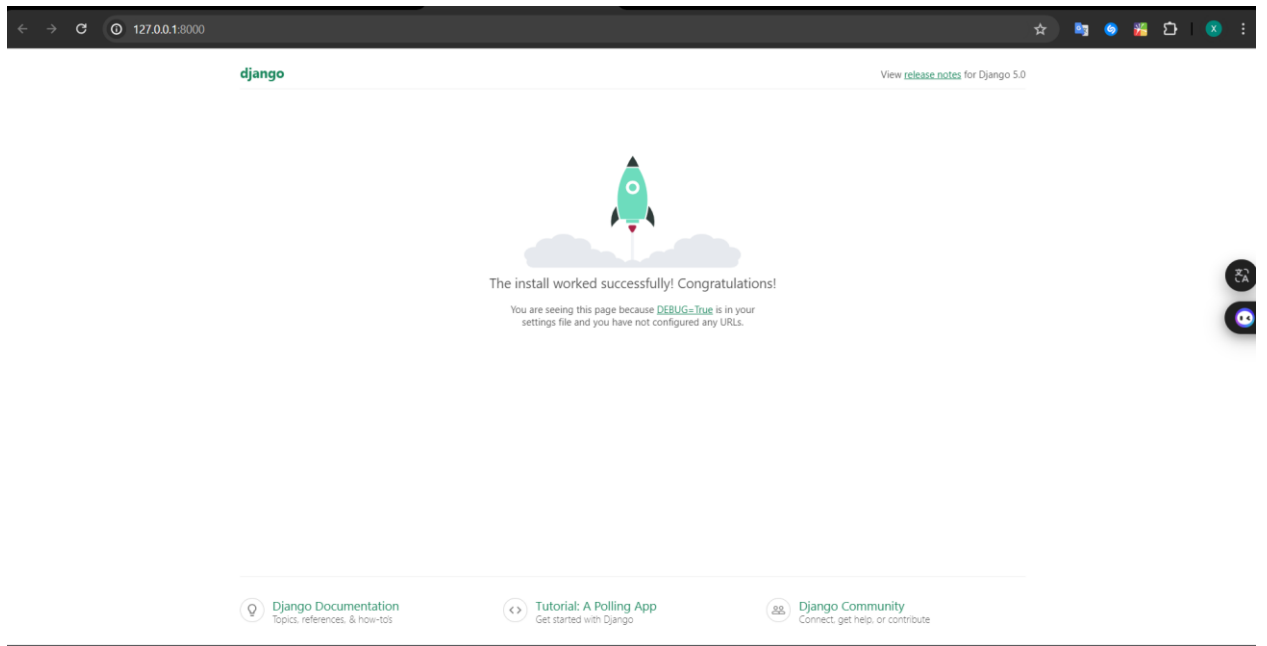 127.0.0.1:8000
X
django
View release notes for Django 5.0
The install worked successfully! Congratulations!
You are seeing this page because DEBUG=True is in your
settings file and you have not configured any URLs.
Django Documentation
Topics, references, & how-to's
Tutorial: A Polling App
Get started with Django
Django Community
Connect, get help, or contribute